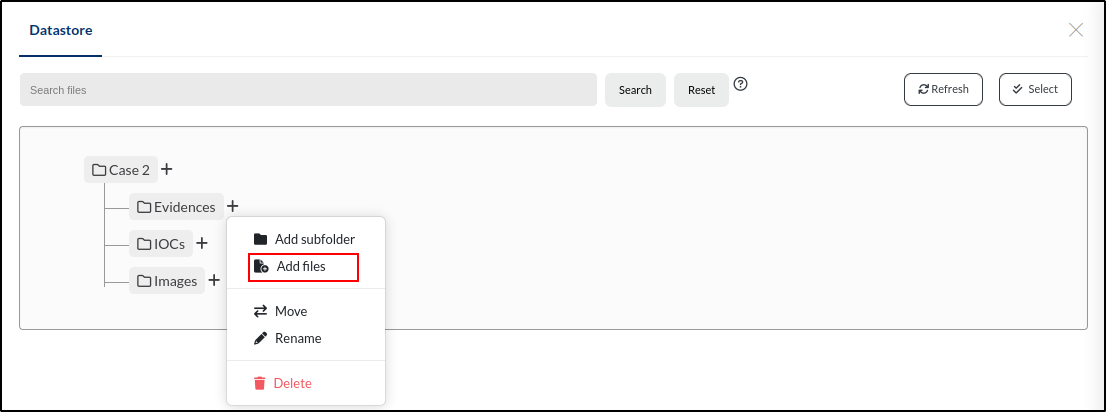 Datastore
Search files
Search
Reset
Refresh
Select
Case 2
Evidences
IOCs
Images
Add subfolder
Add files
Move
Rename
Delete